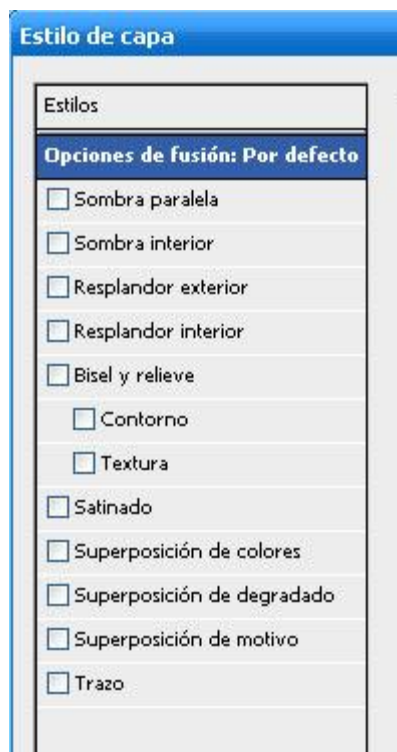 Estilo de capa
Estilos
Opciones de fusión: Por defecto
Sombra paralela
Sombra interior
Resplandor exterior
Resplandor interior
Bisel y relieve
Contorno
Textura
Satinado
Superposición de colores
Superposición de degradado
Superposición de motivo
Trazo